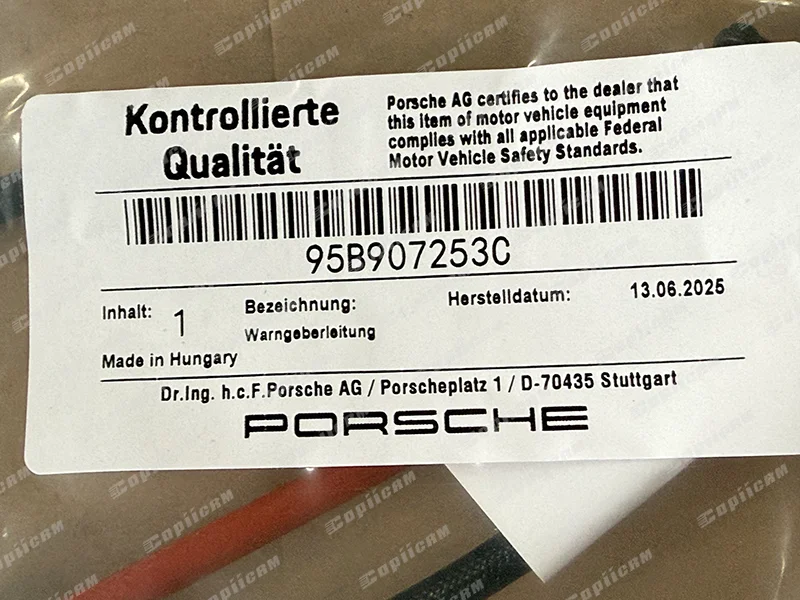 Kontrollierte
Qualität
Porsche AG certifies to the dealer that
this item of motor vehicle equipment
complies with all applicable Federal
Motor Vehicle Safety Standards.
95B907253C
Inhalt: 1
Bezeichnung:
Warngeberleitung
Herstelldatum: 13.06.2025
Made in Hungary
Dr.Ing. h.c.F.Porsche AG / Porscheplatz 1 / D-70435 Stuttgart
PORSCHE
Copiicam